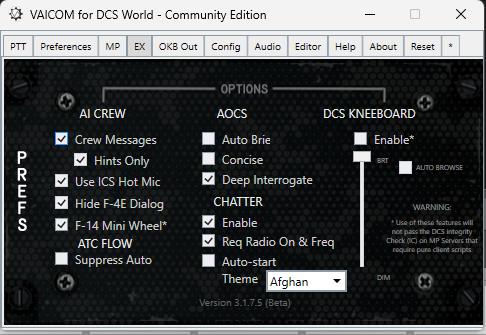 VAICOM for DCS World - Community Edition
PTT Preferences MP EX OKB Out Config Audio Editor Help About Reset *
OPTIONS
AI CREW AOCS DCS KNEEBOARD
Crew Messages Auto Brie Enable*
Hints Only Concise BRT AUTO BROWSE
Use ICS Hot Mic Deep Interrogate
Hide F-4E Dialog CHATTER
F-14 Mini Wheel* Enable
ATC FLOW Req Radio On & Freq
Suppress Auto Auto-start
Theme Afghan DIM
PREFS
WARNING:
* Use of these features will
not pass the DCS integrity
Check (IC) on MP Servers that
require pure client scripts.
Version 3.1.7.5 (Beta)